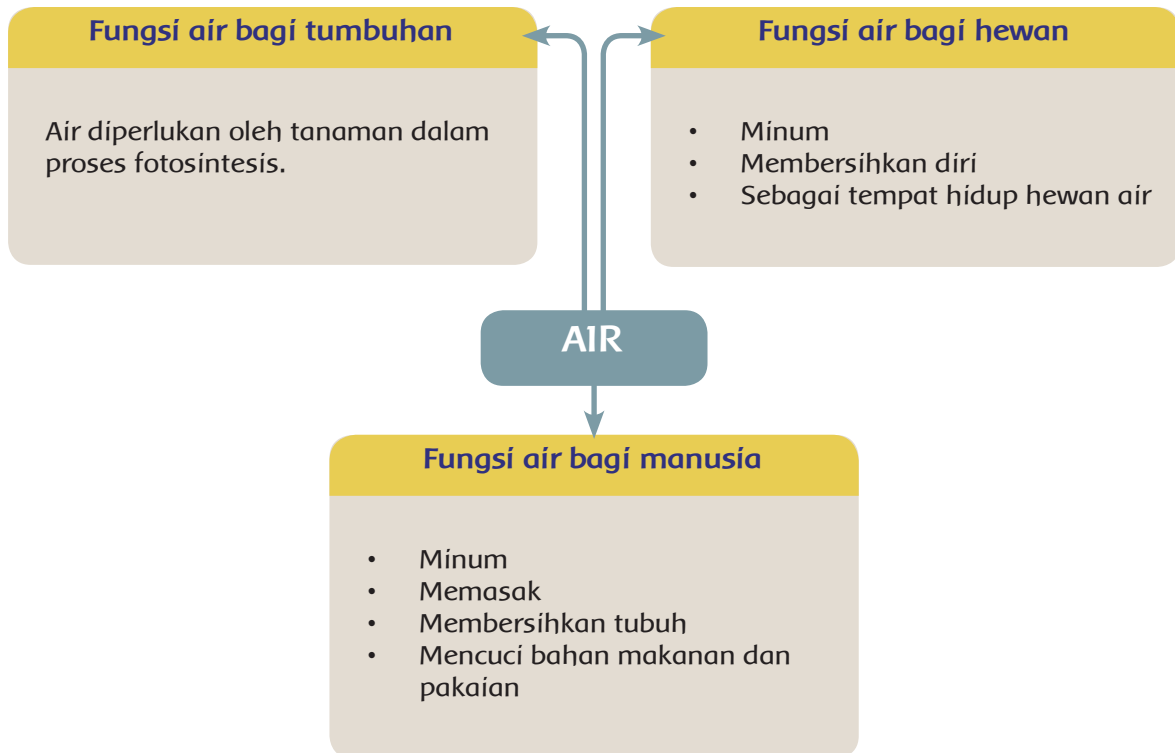 Fungsi air bagi tumbuhan
Air diperlukan oleh tanaman dalam
proses fotosintesis.
Fungsi air bagi hewan
• Minum
• Membersihkan diri
• Sebagai tempat hidup hewan air
AIR
Fungsi air bagi manusia
• Minum
• Memasak
• Membersihkan tubuh
• Mencuci bahan makanan dan
pakaian